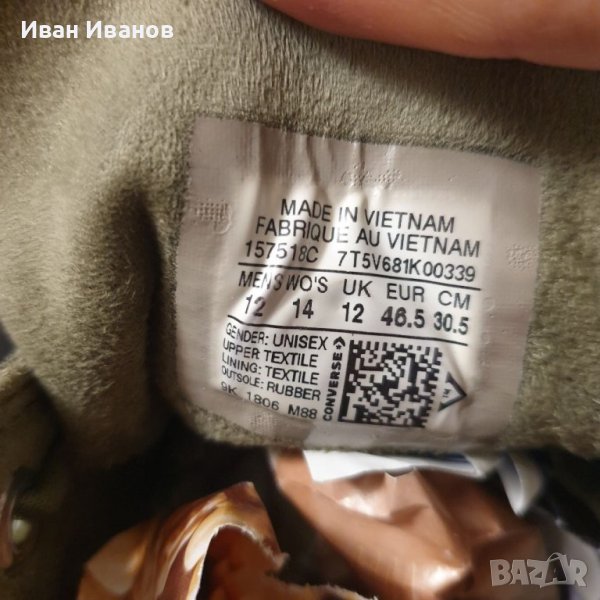 Иван Иванов
MADE IN VIETNAM
FABRIQUE AU VIETNAM
157518C 7T5V681K00339
MEN'S WO'S UK EUR CM
12 14 12 46.5 30.5
GENDER: UNISEX
UPPER: TEXTILE
LINING: TEXTILE
OUTSOLE: RUBBER
9K 1806 M88
CONVERSE
BAZAR